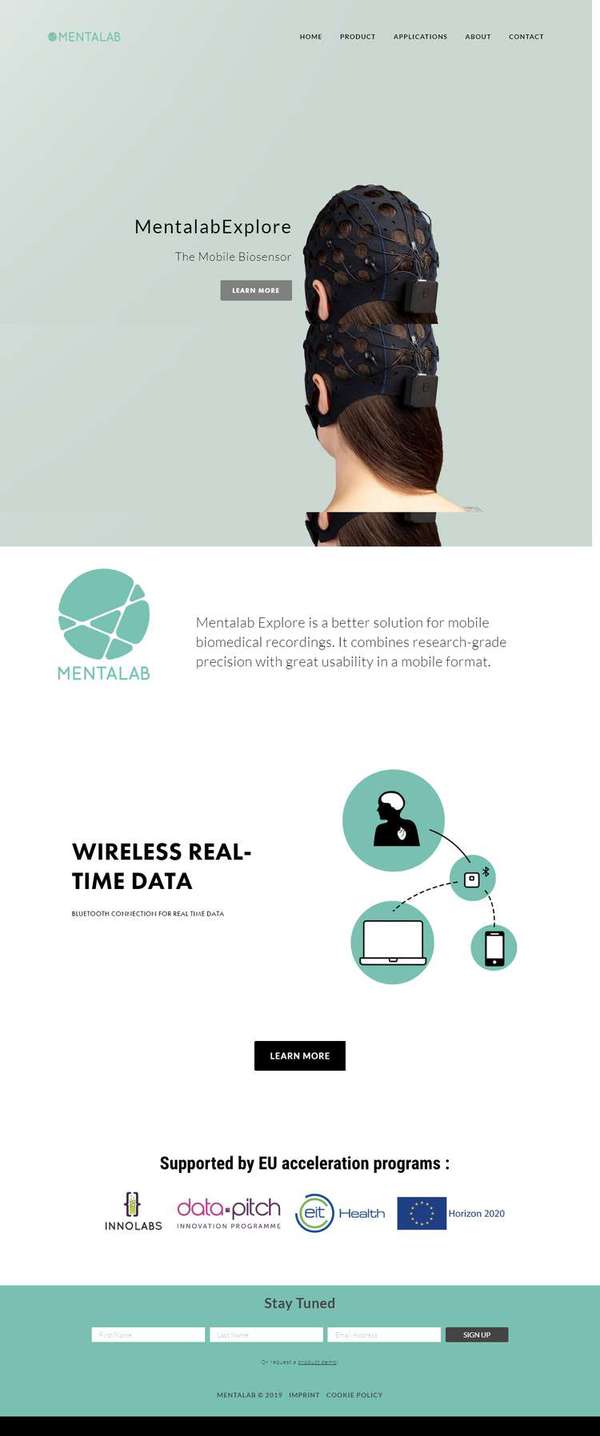 MENTALAB
HOME PRODUCT APPLICATIONS ABOUT CONTACT
MentalabExplore
The Mobile Biosensor
LEARN MORE
MENTALAB
Mentalab Explore is a better solution for mobile
biomedical recordings. It combines research-grade
precision with great usability in a mobile format.
WIRELESS REAL-
TIME DATA
BLUETOOTH CONNECTION FOR REAL TIME DATA
LEARN MORE
Supported by EU acceleration programs :
INNOLABS
data pitch
INNOVATION PROGRAMME
eit Health
Horizon 2020
Stay Tuned
First Name Last Name Email Address SIGN UP
Or request a product demo
MENTALAB © 2019 IMPRINT COOKIE POLICY